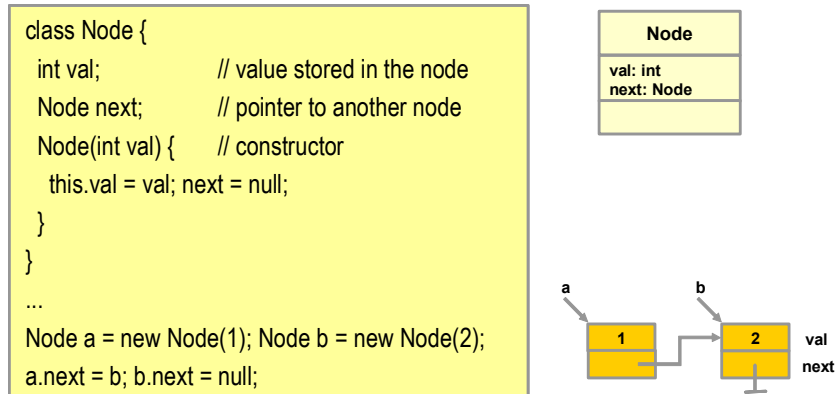 class Node {
int val; // value stored in the node
Node next; // pointer to another node
Node(int val) { // constructor
this.val = val; next = null;
}
}
...
Node a = new Node(1); Node b = new Node(2);
a.next = b; b.next = null;
Node
val: int
next: Node
a b
1 2 val
next